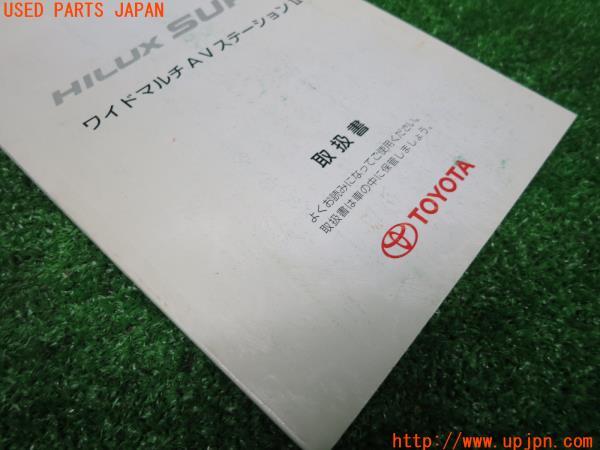 USED PARTS JAPAN
HILUX
ワイドマルチAVステーション
取扱書
よくお読みになってご使用ください。
取扱書は車の中に保管しましょう。
TOYOTA
http://www.upjpn.com/